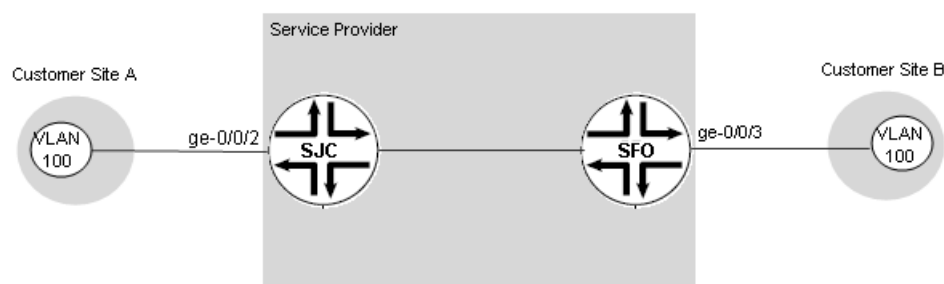 Service Provider
Customer Site A
Customer Site B
VLAN
100
ge-0/0/2
SJC
SFO
ge-0/0/3
VLAN
100